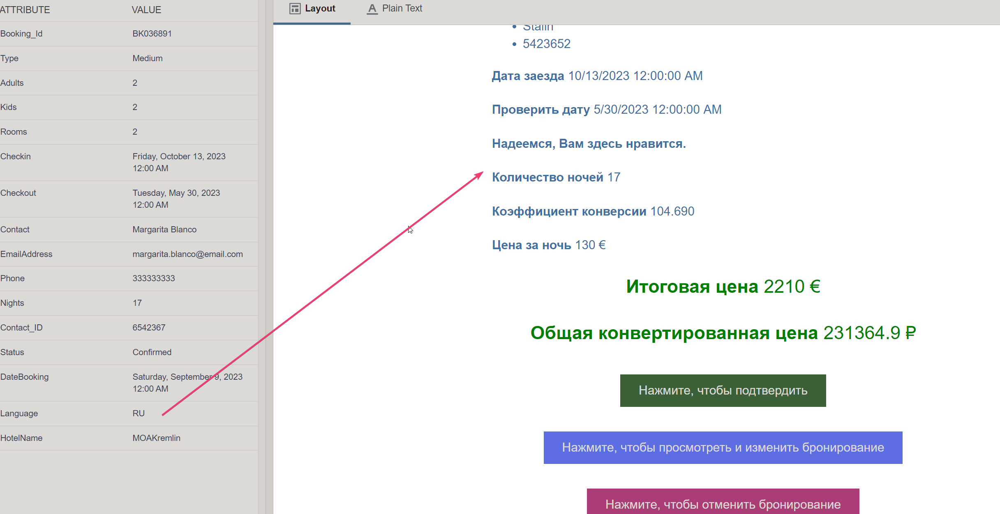 ATTRIBUTE VALUE
Booking_Id BK036891
Type Medium
Adults 2
Kids 2
Rooms 2
Checkin Friday, October 13, 2023
12:00 AM
Checkout Tuesday, May 30, 2023
12:00 AM
Contact Margarita Blanco
EmailAddress margarita.blanco@email.com
Phone 333333333
Nights 17
Contact_ID 6542367
Status Confirmed
DateBooking Saturday, September 9, 2023
12:00 AM
Language RU
HotelName MOAKremlin
Layout Plain Text
Stalin
5423652
Дата заезда 10/13/2023 12:00:00 AM
Проверить дату 5/30/2023 12:00:00 AM
Надеемся, Вам здесь нравится.
Количество ночей 17
Коэффициент конверсии 104.690
Цена за ночь 130 €
Итоговая цена 2210 €
Общая конвертированная цена 231364.9 ₽
Нажмите, чтобы подтвердить
Нажмите, чтобы просмотреть и изменить бронирование
Нажмите, чтобы отменить бронирование